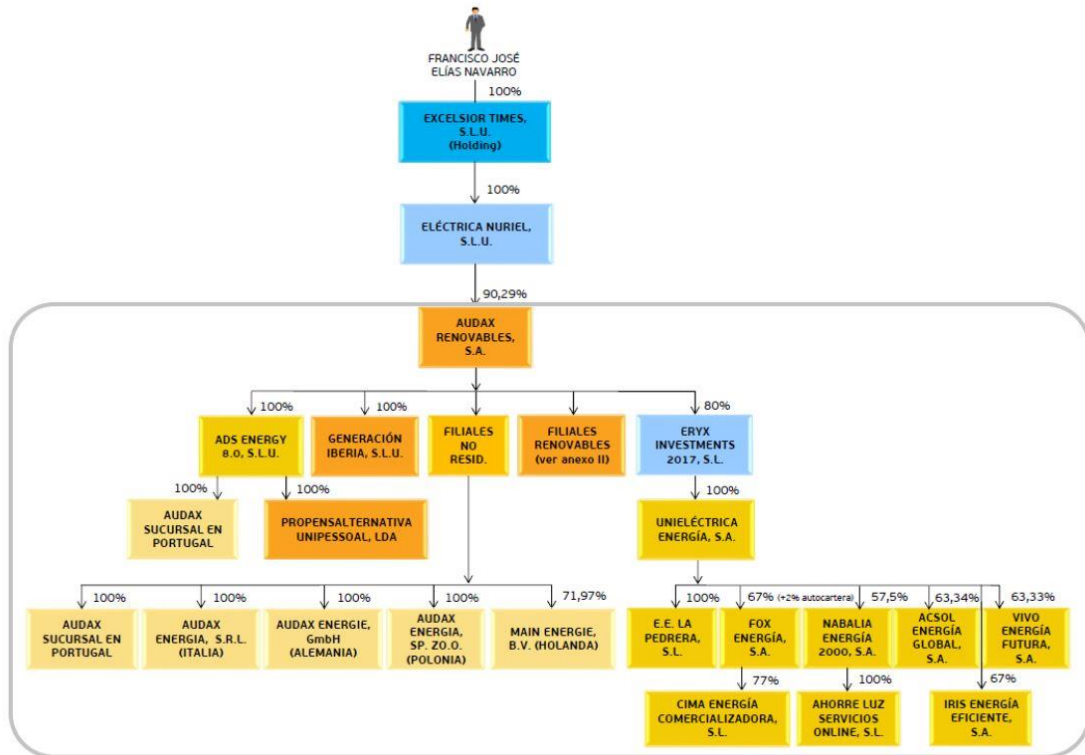 FRANCISCO JOSÉ
ELÍAS NAVARRO
100%
EXCELSIOR TIMES,
S.L.U.
(Holding)
100%
ELÉCTRICA NURIEL,
S.L.U.
90,29%
AUDAX
RENOVABLES,
S.A.
100%
100%
80%
ADS ENERGY
8.0, S.L.U.
GENERACIÓN
IBERIA, S.L.U.
FILIALES
NO
RESID.
FILIALES
RENOVABLES
(ver anexo II)
ERYX
INVESTMENTS
2017, S.L.
100%
100%
100%
AUDAX
SUCURSAL EN
PORTUGAL
PROPENSALTERNATIVA
UNIPESSOAL, LDA
UNIELÉCTRICA
ENERGÍA, S.A.
100%
100%
100%
100%
71,97%
100%
67% (+2% autocartera)
57,5%
63,34%
63,33%
AUDAX
SUCURSAL EN
PORTUGAL
AUDAX
ENERGIA, S.R.L.
(ITALIA)
AUDAX ENERGIE,
GmbH
(ALEMANIA)
AUDAX
ENERGIA,
SP. ZO.O.
(POLONIA)
MAIN ENERGIE,
B.V. (HOLANDA)
E.E. LA
PEDRERA,
S.L.
FOX
ENERGÍA,
S.A.
NABALIA
ENERGÍA
2000, S.A.
ACSOL
ENERGÍA
GLOBAL,
S.A.
VIVO
ENERGÍA
FUTURA,
S.A.
77%
100%
67%
CIMA ENERGÍA
COMERCIALIZADORA,
S.L.
AHORRE LUZ
SERVICIOS
ONLINE, S.L.
IRIS ENERGÍA
EFICIENTE,
S.A.